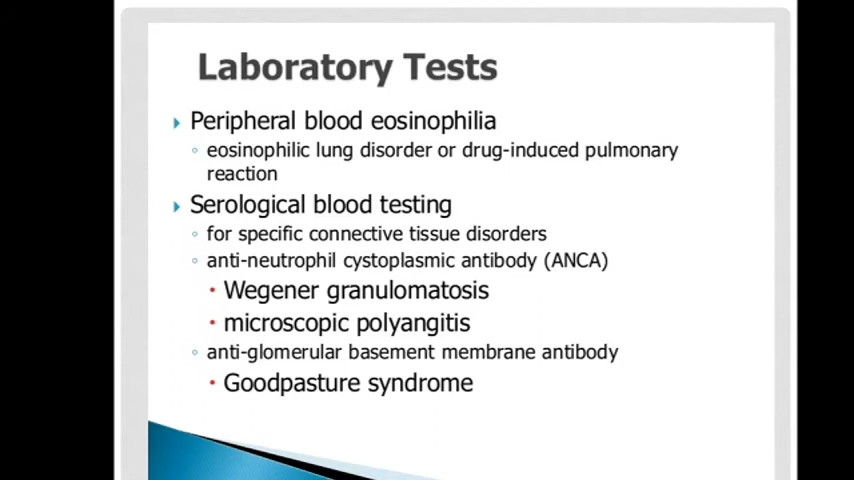 Laboratory Tests
Peripheral blood eosinophilia
eosinophilic lung disorder or drug-induced pulmonary
reaction
Serological blood testing
for specific connective tissue disorders
anti-neutrophil cystoplasmic antibody (ANCA)
Wegener granulomatosis
microscopic polyangitis
anti-glomerular basement membrane antibody
Goodpasture syndrome